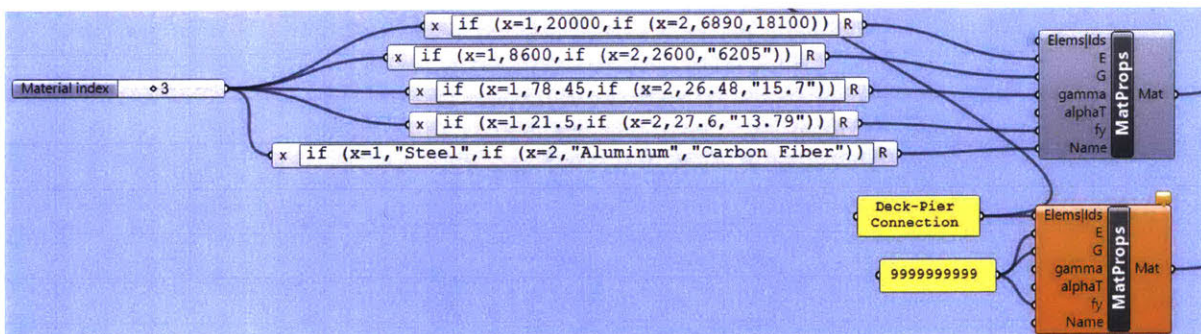 x if (x=1,20000,if (x=2,6890,18100)) R
x if (x=1,8600,if (x=2,2600,"6205")) R
Material index ◇ 3
x if (x=1,78.45,if (x=2,26.48,"15.7")) R
x if (x=1,21.5,if (x=2,27.6,"13.79")) R
x if (x=1,"Steel",if (x=2,"Aluminum","Carbon Fiber")) R
Elems|Ids
E
G
gamma
alphaT
fy
Name
MatProps
Mat
Deck-Pier
Connection
9999999999
Elems|Ids
E
G
gamma
alphaT
fy
Name
MatProps
Mat